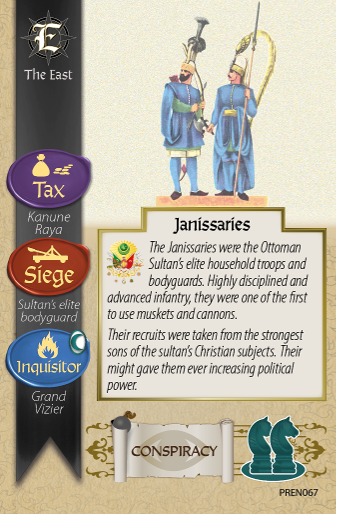 E
The East
Tax
Kanune
Raya
Siege
Sultan's elite
bodyguard
Inquisitor
Grand
Vizier
Janissaries
The Janissaries were the Ottoman
Sultan's elite household troops and
bodyguards. Highly disciplined and
advanced infantry, they were one of the first
to use muskets and cannons.
Their recruits were taken from the strongest
sons of the sultan's Christian subjects. Their
might gave them ever increasing political
power.
CONSPIRACY
PREN067